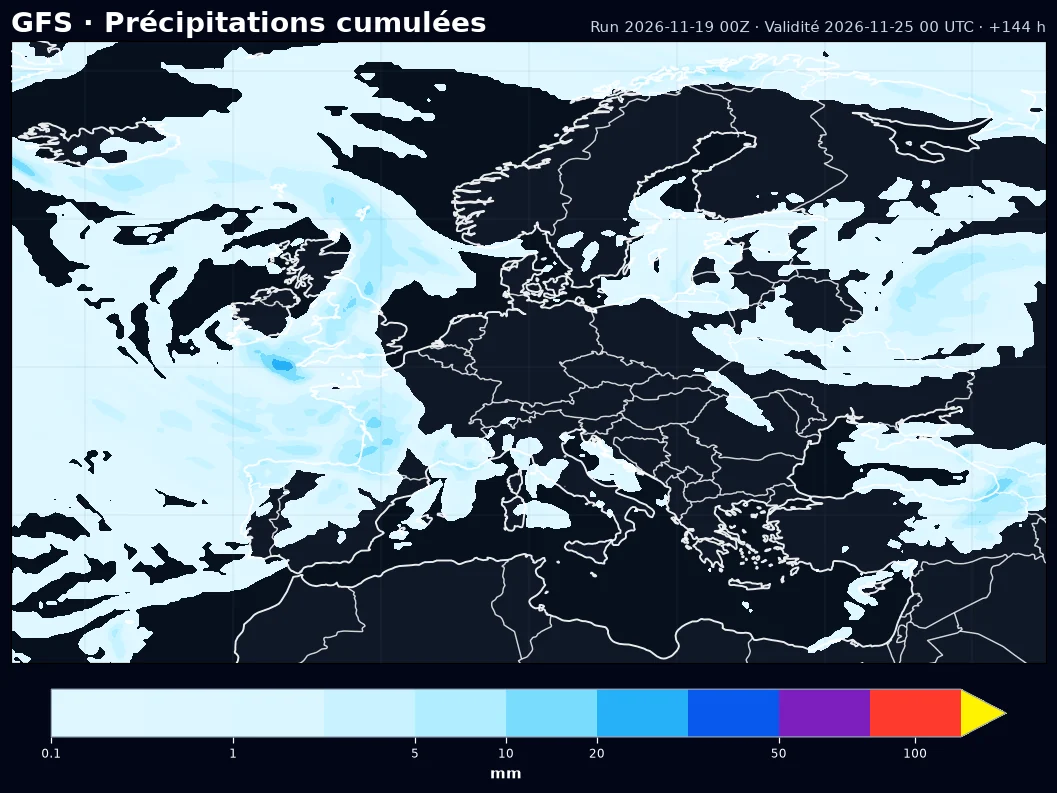 GFS · Précipitations cumulées
Run 2026-11-19 00Z · Validité 2026-11-25 00 UTC · +144 h
0.1 1 5 10 20 50 100
mm